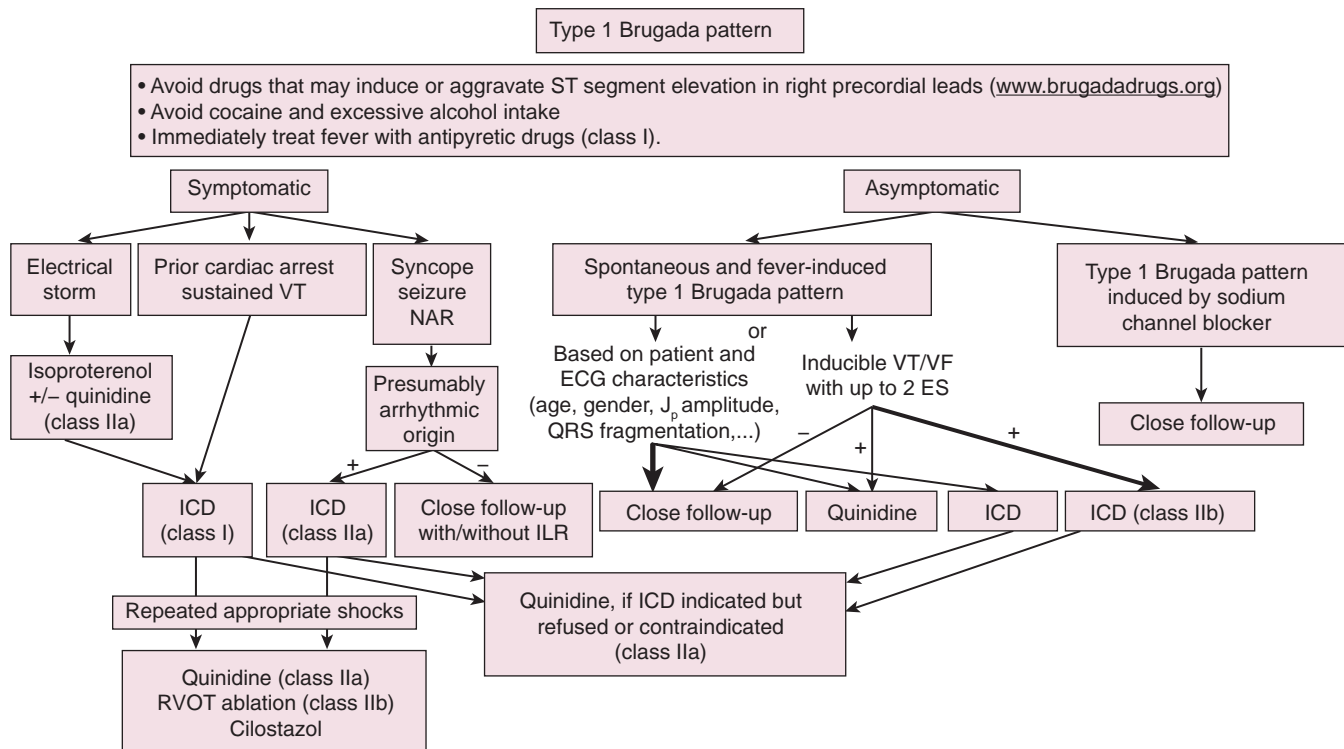 Type 1 Brugada pattern
• Avoid drugs that may induce or aggravate ST segment elevation in right precordial leads (www.brugadadrugs.org)
• Avoid cocaine and excessive alcohol intake
• Immediately treat fever with antipyretic drugs (class I).
Symptomatic
Asymptomatic
Electrical
storm
Prior cardiac arrest
sustained VT
Syncope
seizure
NAR
Spontaneous and fever-induced
type 1 Brugada pattern
Type 1 Brugada pattern
induced by sodium
channel blocker
Isoproterenol
+/− quinidine
(class IIa)
Presumably
arrhythmic
origin
or
Based on patient and
ECG characteristics
(age, gender, Jp amplitude,
QRS fragmentation,...)
Inducible VT/VF
with up to 2 ES
Close follow-up
+
−
−
+
+
ICD
(class I)
ICD
(class IIa)
Close follow-up
with/without ILR
Close follow-up
Quinidine
ICD
ICD (class IIb)
Repeated appropriate shocks
Quinidine, if ICD indicated but
refused or contraindicated
(class IIa)
Quinidine (class IIa)
RVOT ablation (class IIb)
Cilostazol